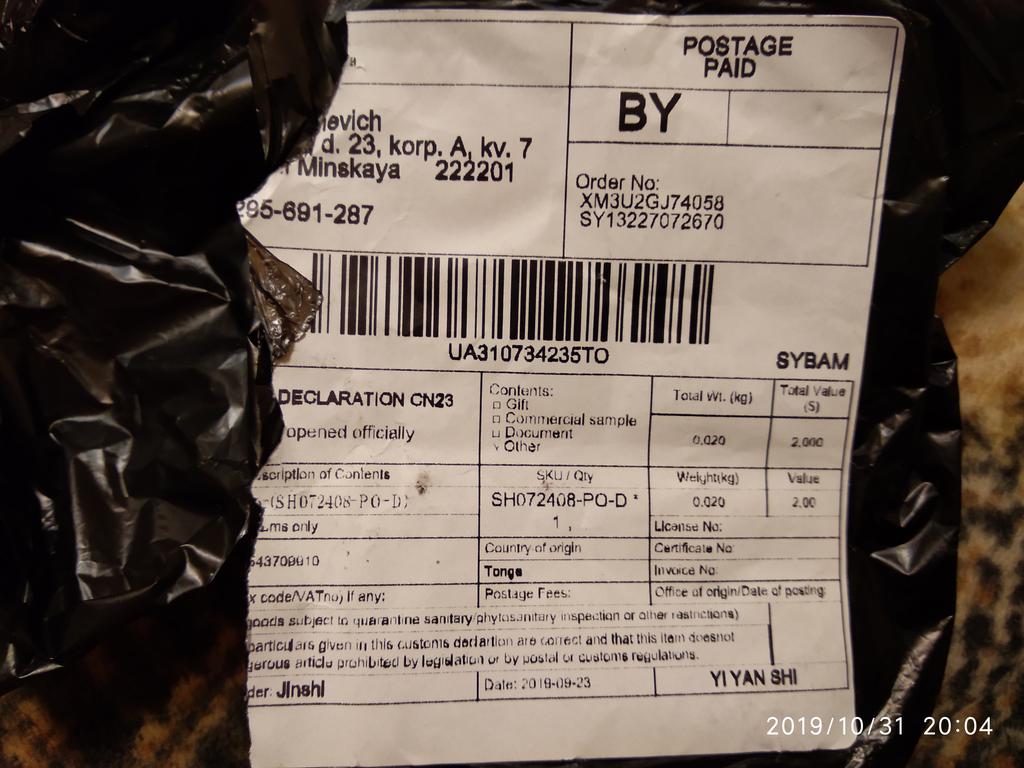 POSTAGE
PAID
BY
d. 23, korp. A, kv. 7
Minskaya 222201
295-691-287
Order No:
XM3U2GJ74058
SY13227072670
UA310734235TO
SYBAM
DECLARATION CN23
opened officially
Contents:
Gift
Commercial sample
Document
Other
Total Wt. (kg)
Total Value
($)
0.020
2.000
scription of Contents
SKU / Qty
Weight(kg)
Value
(SH072408-PO-D)
SH072408-PO-D *
1 ,
0.020
2.00
only
License No:
43709910
Country of origin
Certificate No:
Tonga
Invoice No:
x code/VATno) If any:
Postage Fees:
Office of origin/Date of posting:
goods subject to quarantine sanitary/phytosanitary inspection or other restrictions)
particulars given in this customs declartion are correct and that this item doesnot
gerous article prohibited by legislation or by postal or customs regulations.
der: Jinshi
Date: 2019-09-23
YI YAN SHI
2019/10/31 20:04